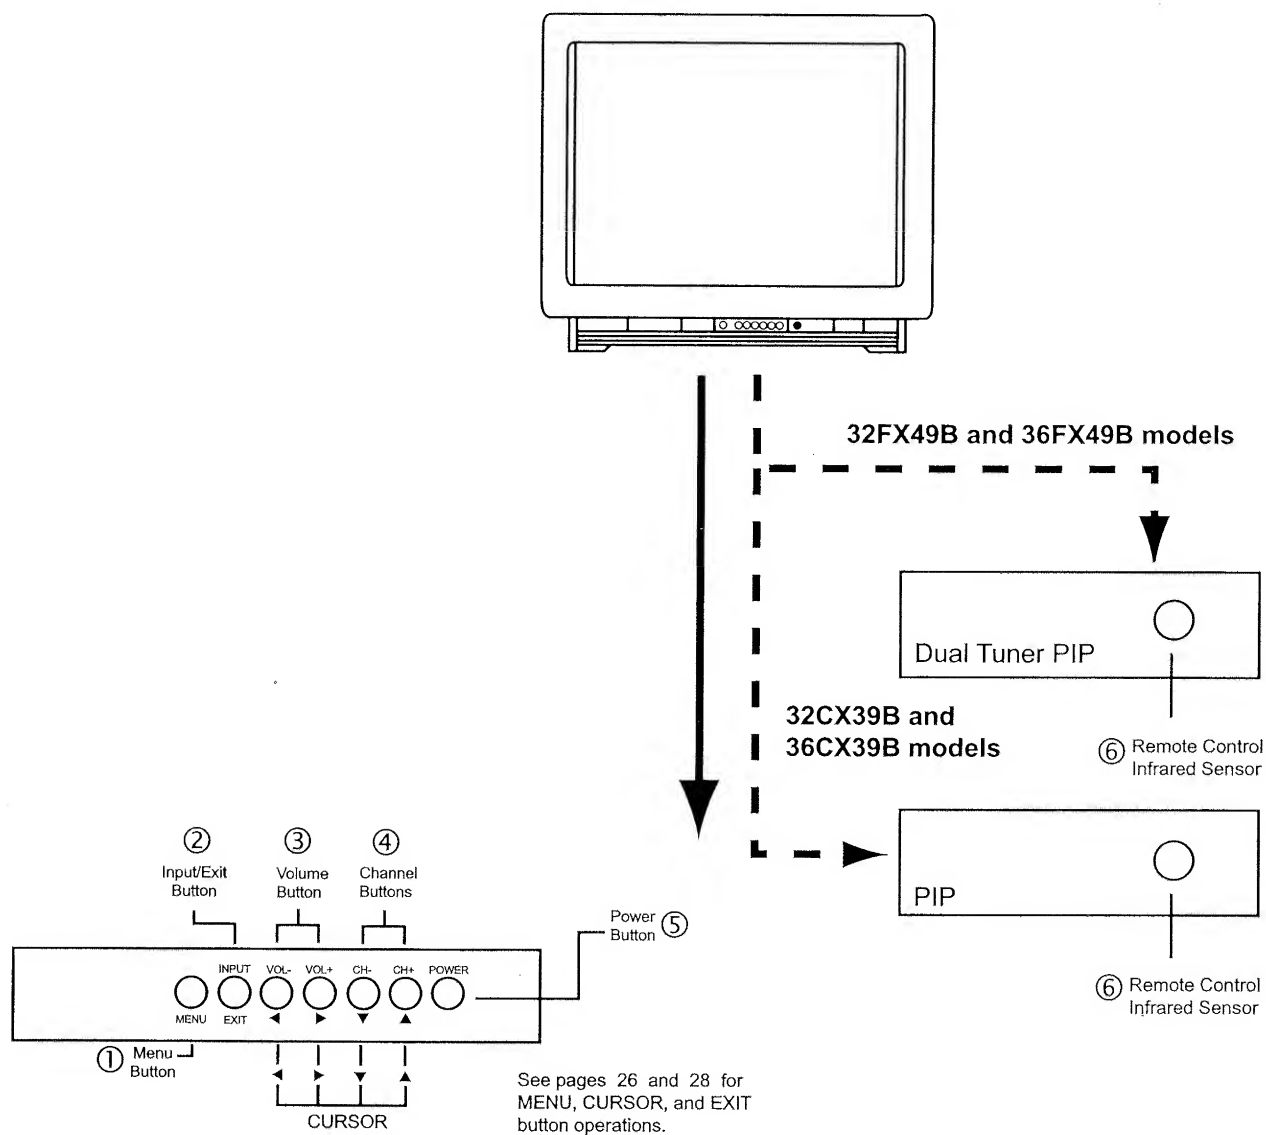 32FX49B and 36FX49B models
Dual Tuner PIP
⑥ Remote Control
Infrared Sensor
32CX39B and
36CX39B models
PIP
⑥ Remote Control
Infrared Sensor
②
Input/Exit
Button
③
Volume
Button
④
Channel
Buttons
Power
Button ⑤
INPUT VOL- VOL+ CH- CH+ POWER
MENU EXIT ◀ ▶ ▼ ▲
① Menu
Button
◀ ▶ ▼ ▲
CURSOR
See pages 26 and 28 for
MENU, CURSOR, and EXIT
button operations.